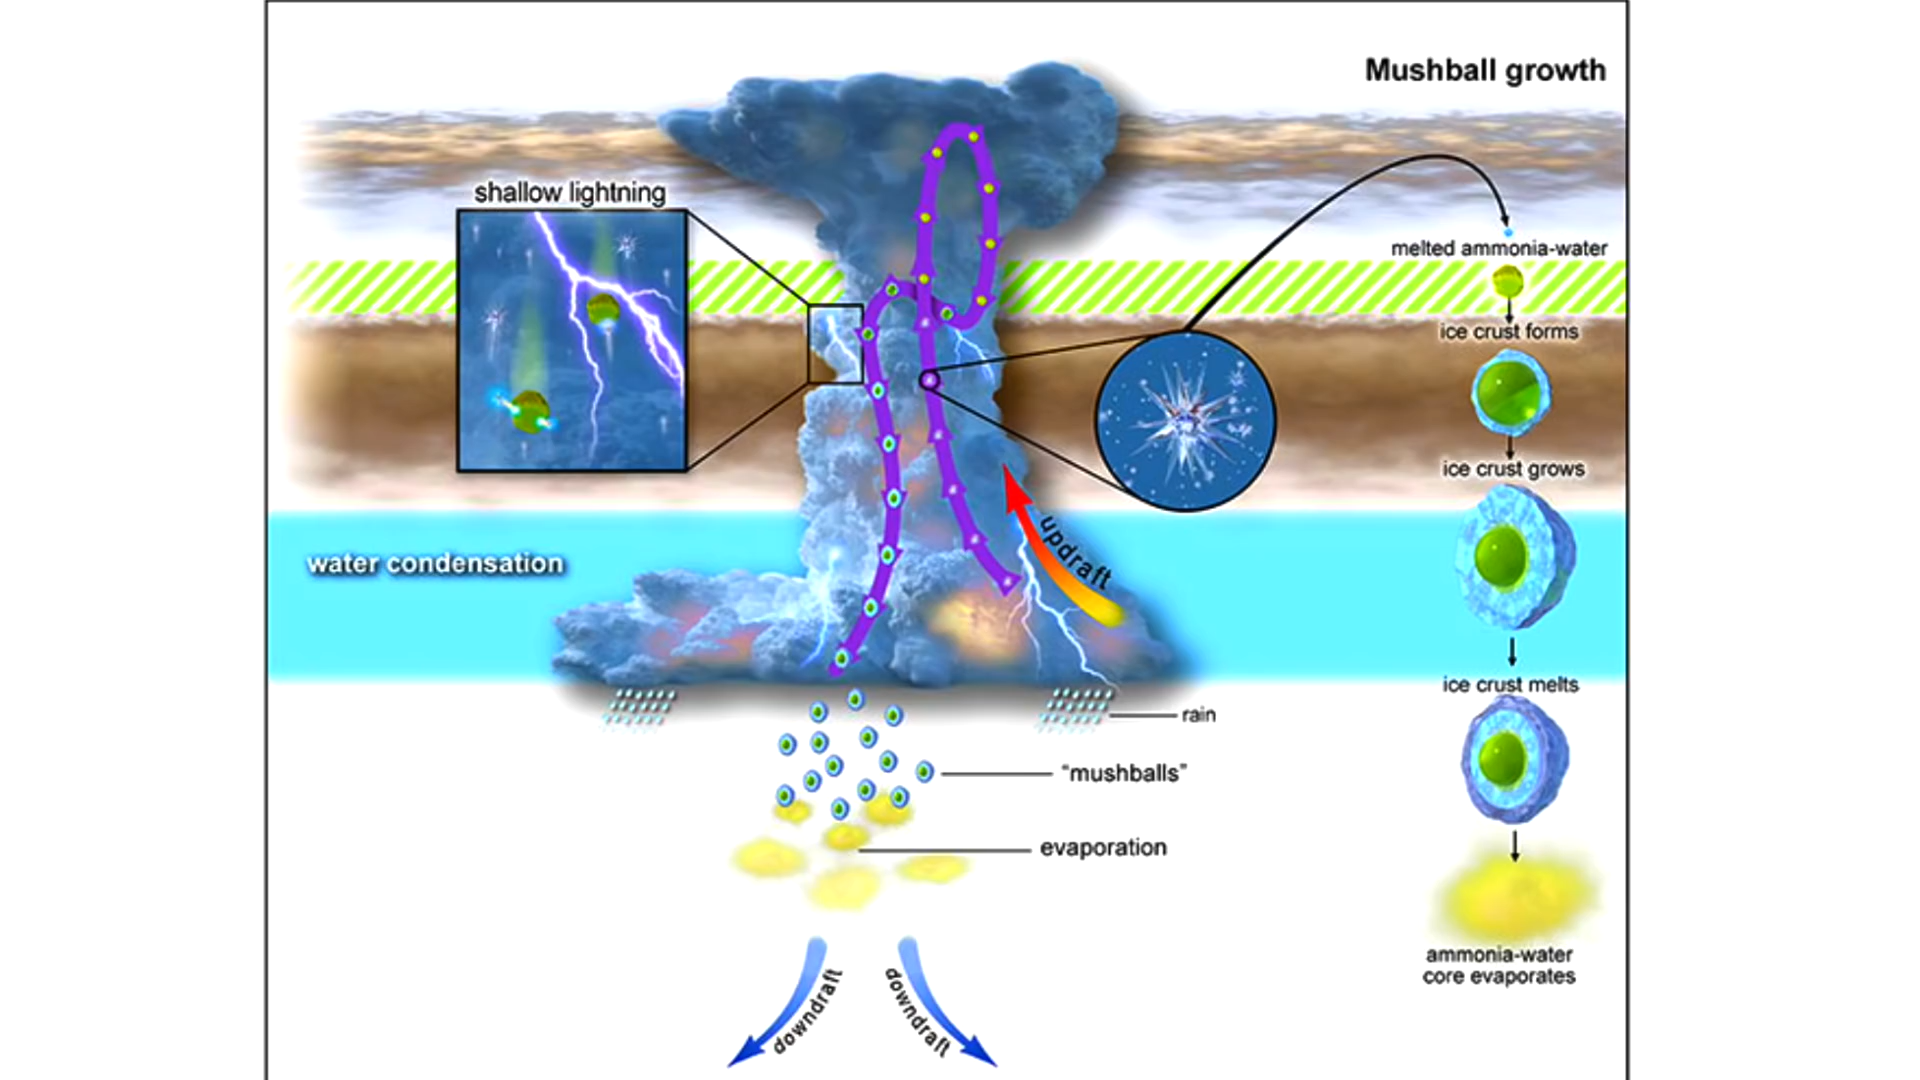 Mushball growth
shallow lightning
melted ammonia-water
ice crust forms
ice crust grows
updraft
water condensation
ice crust melts
rain
“mushballs”
evaporation
ammonia-water
core evaporates
downdraft
downdraft